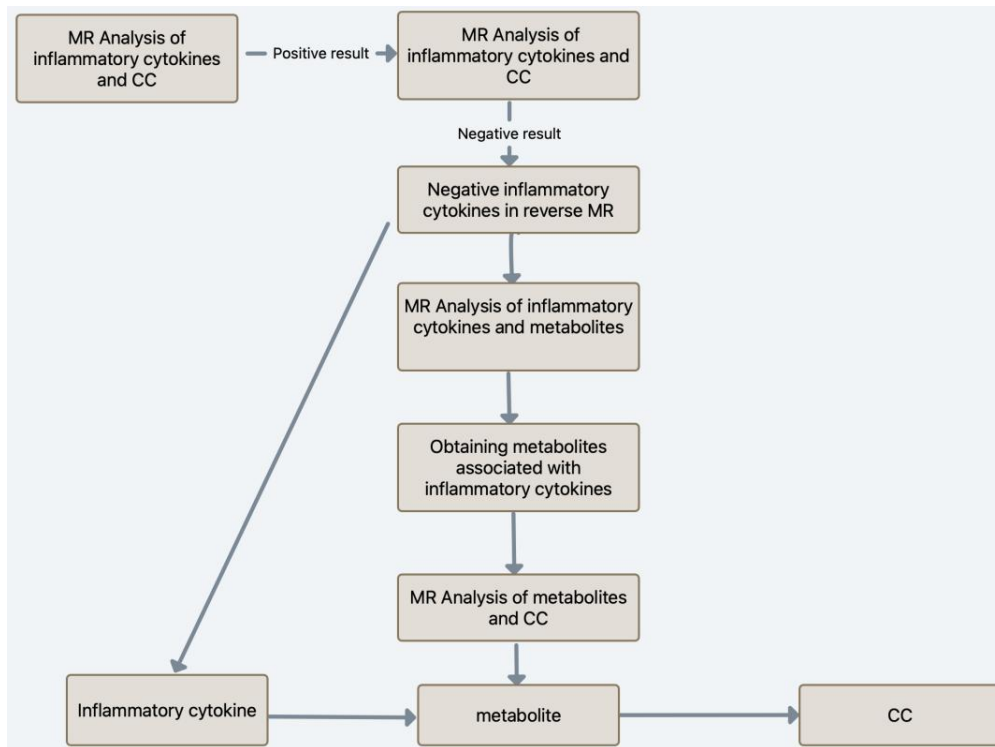 MR Analysis of
inflammatory cytokines
and CC
Positive result
MR Analysis of
inflammatory cytokines and
CC
Negative result
Negative inflammatory
cytokines in reverse MR
MR Analysis of inflammatory
cytokines and metabolites
Obtaining metabolites
associated with
inflammatory cytokines
MR Analysis of metabolites
and CC
Inflammatory cytokine
metabolite
CC